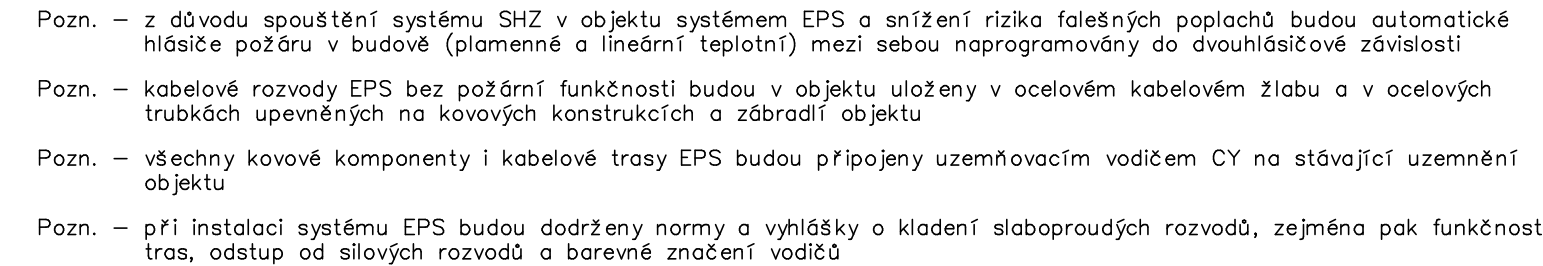 Pozn. – z důvodu spouštění systému SHZ v objektu systémem EPS a snížení rizika falešných poplachů budou automatické
hlásiče požáru v budově (plamenné a lineární teplotní) mezi sebou naprogramovány do dvouhlásičové závislosti
Pozn. – kabelové rozvody EPS bez požární funkčnosti budou v objektu uloženy v ocelovém kabelovém žlabu a v ocelových
trubkách upevněných na kovových konstrukcích a zábradlí objektu
Pozn. – všechny kovové komponenty i kabelové trasy EPS budou připojeny uzemňovacím vodičem CY na stávající uzemnění
objektu
Pozn. – při instalaci systému EPS budou dodrženy normy a vyhlášky o kladení slaboproudých rozvodů, zejména pak funkčnost
tras, odstup od silových rozvodů a barevné značení vodičů